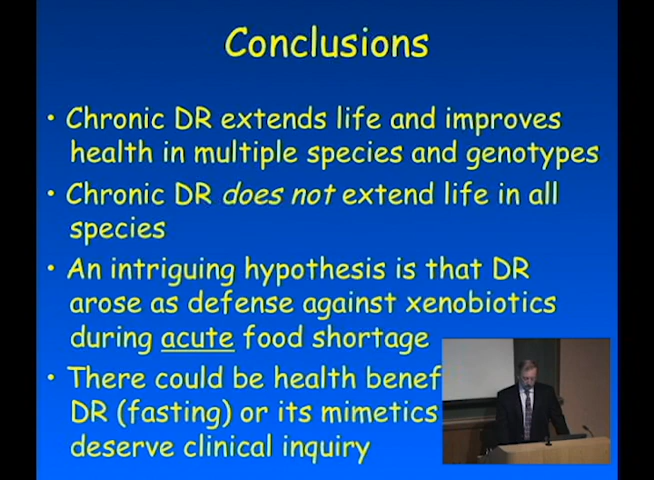 Conclusions
• Chronic DR extends life and improves
health in multiple species and genotypes
• Chronic DR does not extend life in all
species
• An intriguing hypothesis is that DR
arose as defense against xenobiotics
during acute food shortage
• There could be health benef
DR (fasting) or its mimetics
deserve clinical inquiry